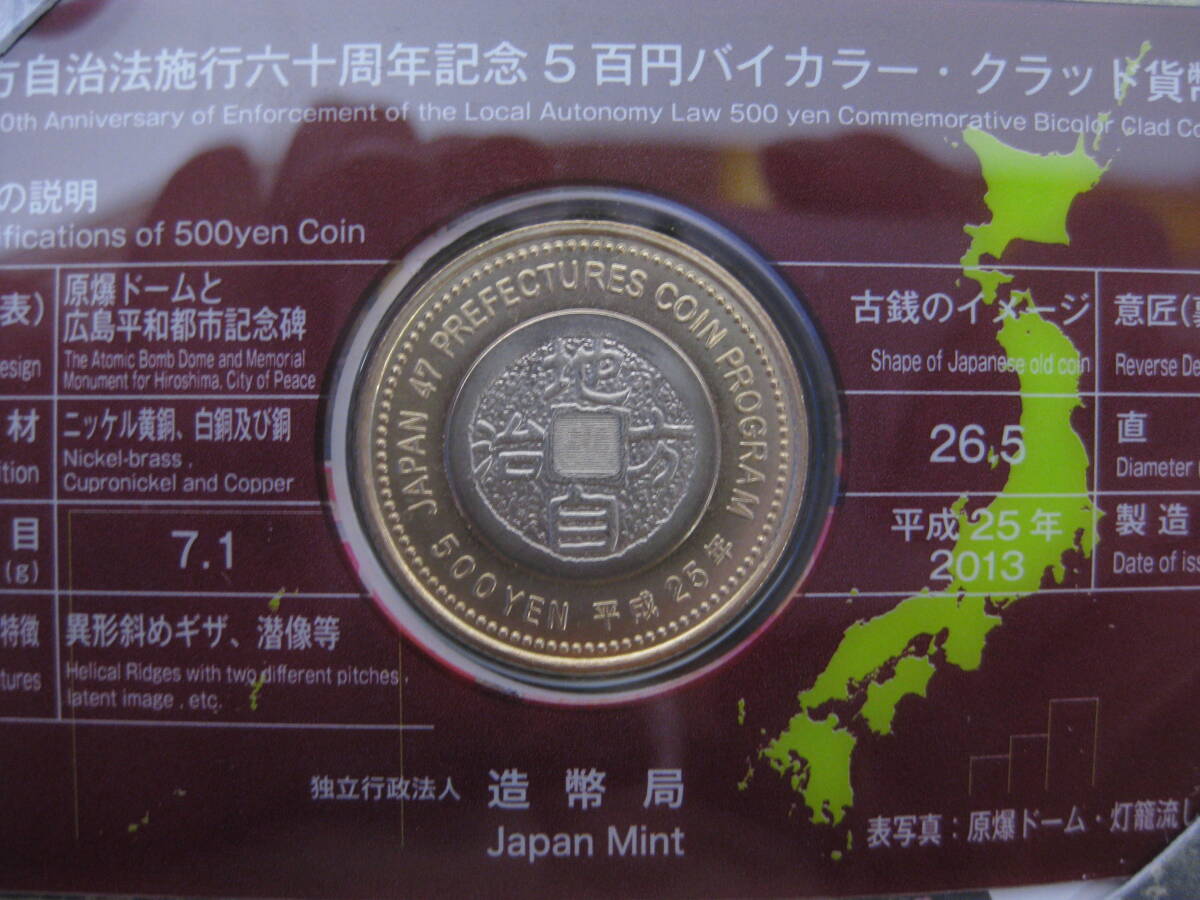 方自治法施行六十周年記念5百円バイカラー・クラッド貨幣
0th Anniversary of Enforcement of the Local Autonomy Law 500 yen Commemorative Bicolor Clad C
の説明
ifications of 500yen Coin
表)
esign
原爆ドームと
広島平和都市記念碑
The Atomic Bomb Dome and Memorial
Monument for Hiroshima, City of Peace
古銭のイメージ
Shape of Japanese old coin
意匠(
Reverse De
材
ition
ニッケル黄銅、白銅及び銅
Nickel-brass,
Cupronickel and Copper
26.5
直
Diameter
目
(g)
7.1
平成25年
2013
製造
Date of iss
特徴
tures
異形斜めギザ、潜像等
Helical Ridges with two different pitches,
latent image, etc.
JAPAN 47 PREFECTURES COIN PROGRAM
地方自治
500YEN 平成25年
独立行政法人 造幣局
Japan Mint
表写真:原爆ドーム・灯籠流し